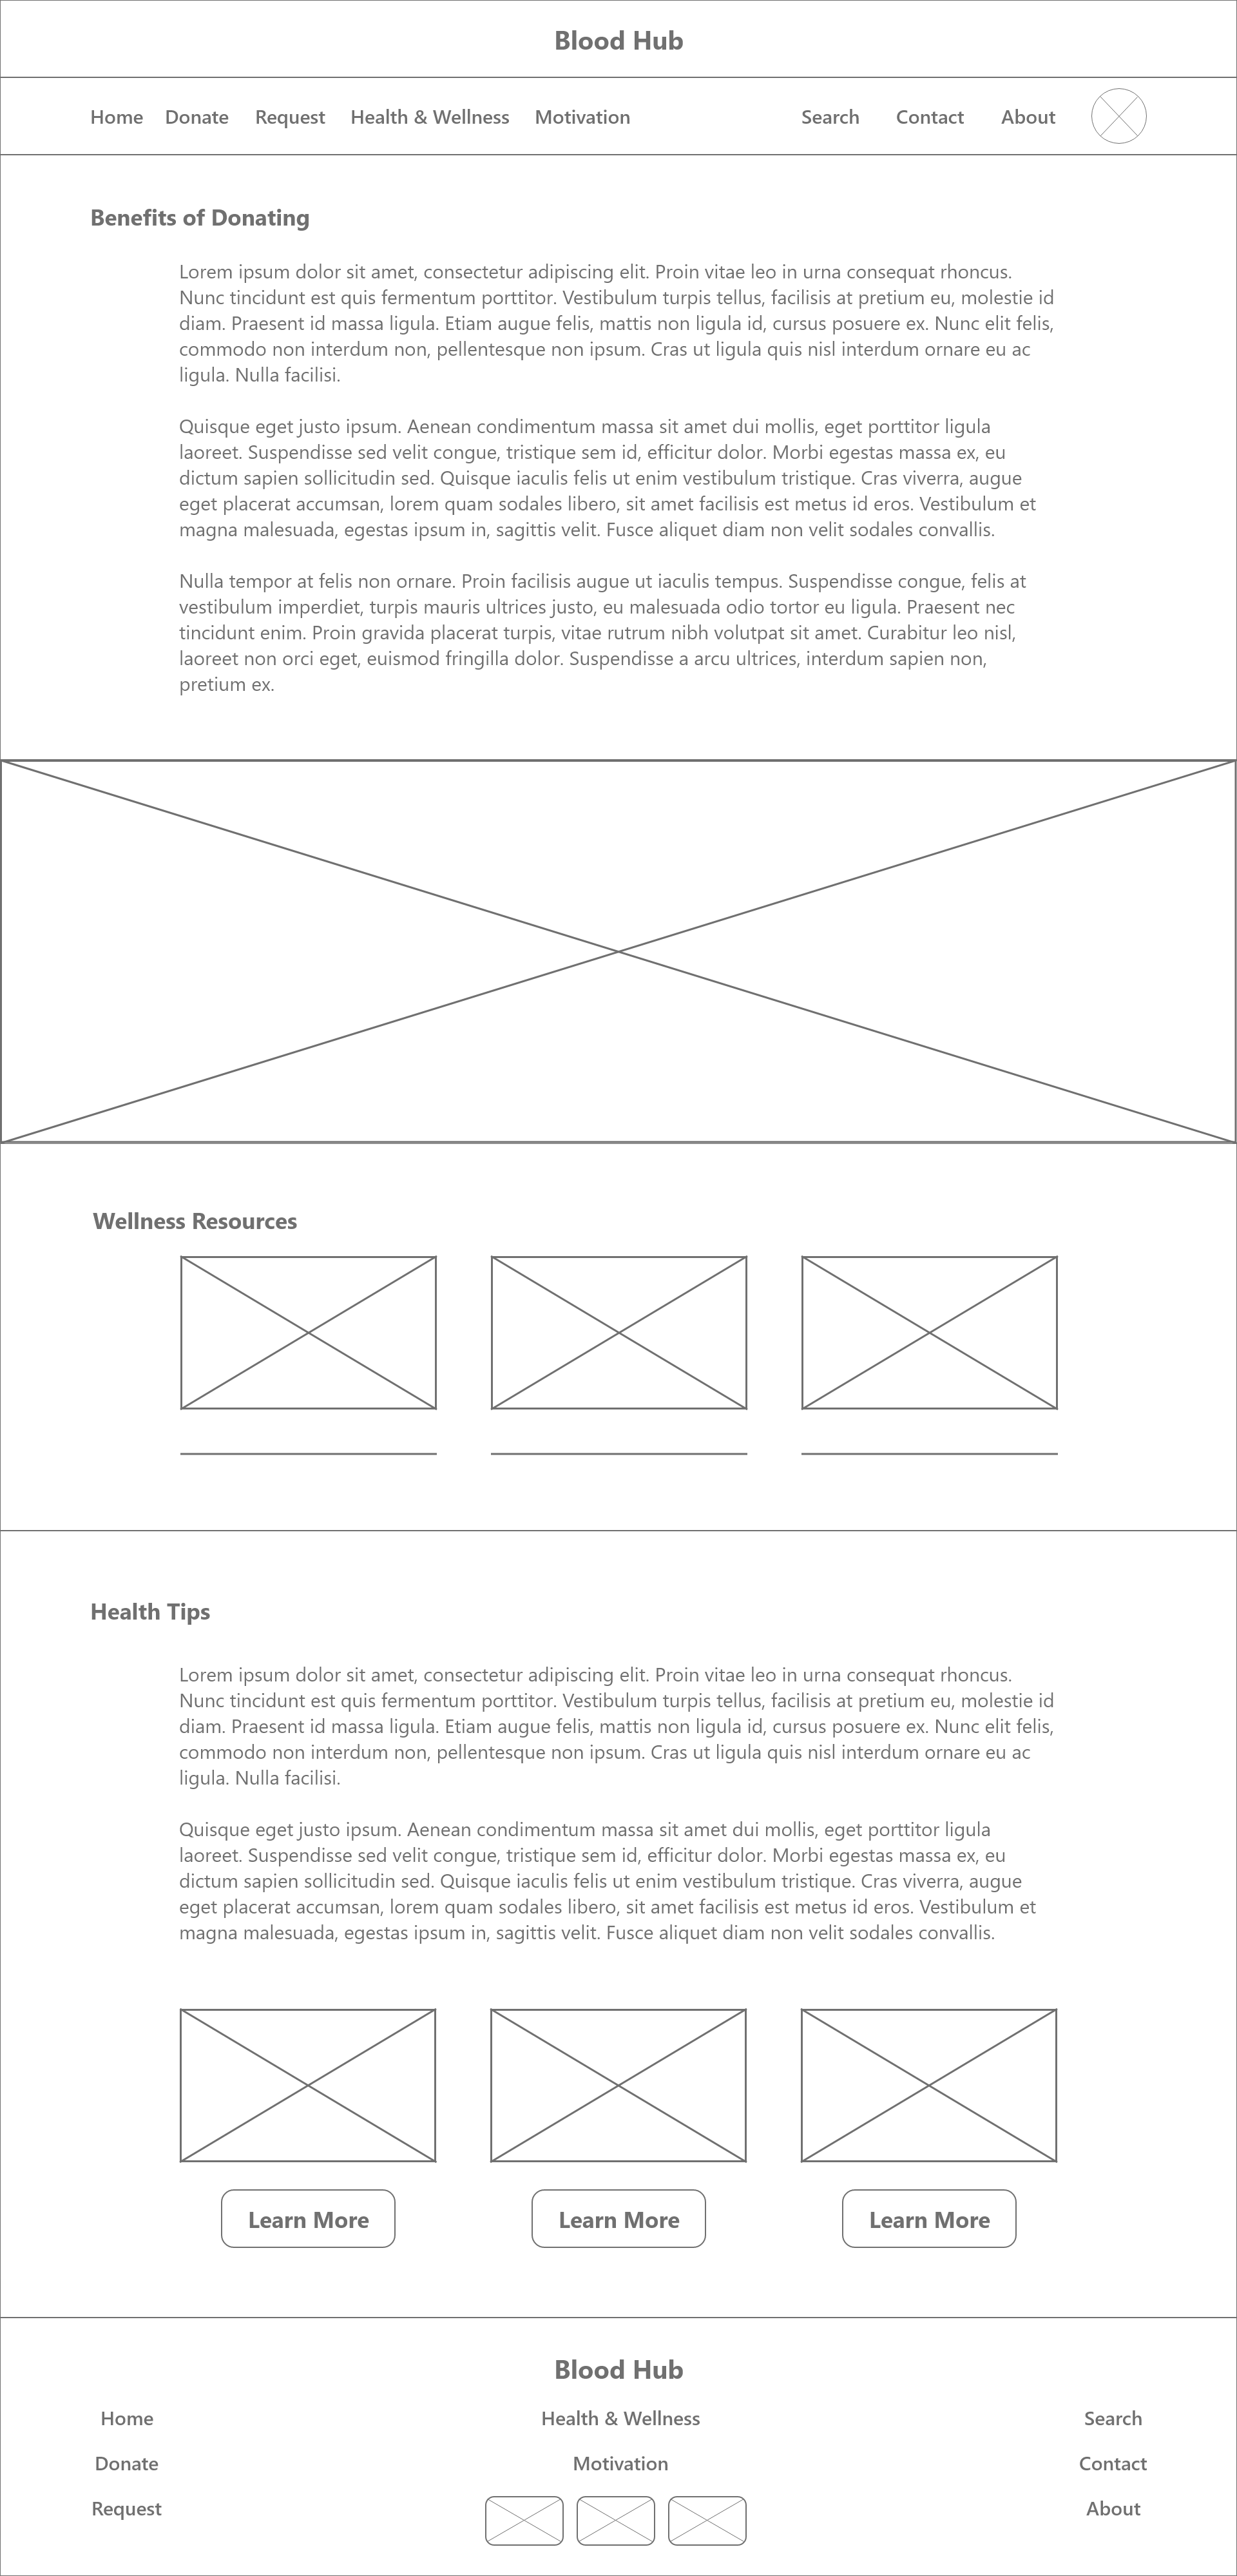 Blood Hub
Home Donate Request Health & Wellness Motivation Search Contact About
Benefits of Donating
Lorem ipsum dolor sit amet, consectetur adipiscing elit. Proin vitae leo in urna consequat rhoncus.
Nunc tincidunt est quis fermentum porttitor. Vestibulum turpis tellus, facilisis at pretium eu, molestie id
diam. Praesent id massa ligula. Etiam augue felis, mattis non ligula id, cursus posuere ex. Nunc elit felis,
commodo non interdum non, pellentesque non ipsum. Cras ut ligula quis nisl interdum ornare eu ac
ligula. Nulla facilisi.
Quisque eget justo ipsum. Aenean condimentum massa sit amet dui mollis, eget porttitor ligula
laoreet. Suspendisse sed velit congue, tristique sem id, efficitur dolor. Morbi egestas massa ex, eu
dictum sapien sollicitudin sed. Quisque iaculis felis ut enim vestibulum tristique. Cras viverra, augue
eget placerat accumsan, lorem quam sodales libero, sit amet facilisis est metus id eros. Vestibulum et
magna malesuada, egestas ipsum in, sagittis velit. Fusce aliquet diam non velit sodales convallis.
Nulla tempor at felis non ornare. Proin facilisis augue ut iaculis tempus. Suspendisse congue, felis at
vestibulum imperdiet, turpis mauris ultrices justo, eu malesuada odio tortor eu ligula. Praesent nec
tincidunt enim. Proin gravida placerat turpis, vitae rutrum nibh volutpat sit amet. Curabitur leo nisl,
laoreet non orci eget, euismod fringilla dolor. Suspendisse a arcu ultrices, interdum sapien non,
pretium ex.
Wellness Resources
Health Tips
Lorem ipsum dolor sit amet, consectetur adipiscing elit. Proin vitae leo in urna consequat rhoncus.
Nunc tincidunt est quis fermentum porttitor. Vestibulum turpis tellus, facilisis at pretium eu, molestie id
diam. Praesent id massa ligula. Etiam augue felis, mattis non ligula id, cursus posuere ex. Nunc elit felis,
commodo non interdum non, pellentesque non ipsum. Cras ut ligula quis nisl interdum ornare eu ac
ligula. Nulla facilisi.
Quisque eget justo ipsum. Aenean condimentum massa sit amet dui mollis, eget porttitor ligula
laoreet. Suspendisse sed velit congue, tristique sem id, efficitur dolor. Morbi egestas massa ex, eu
dictum sapien sollicitudin sed. Quisque iaculis felis ut enim vestibulum tristique. Cras viverra, augue
eget placerat accumsan, lorem quam sodales libero, sit amet facilisis est metus id eros. Vestibulum et
magna malesuada, egestas ipsum in, sagittis velit. Fusce aliquet diam non velit sodales convallis.
Learn More Learn More Learn More
Blood Hub
Home Health & Wellness Search
Donate Motivation Contact
Request About